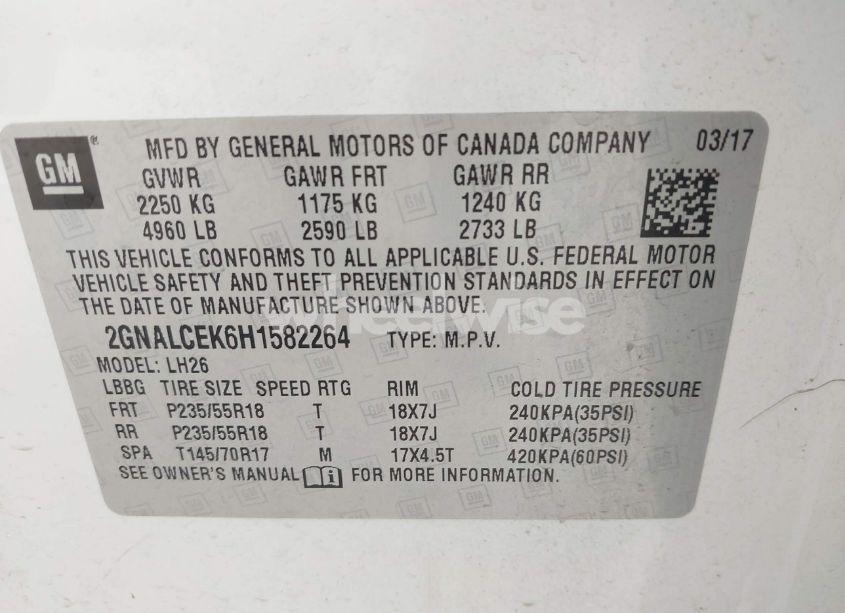 GM ® MFD BY GENERAL MOTORS OF CANADA COMPANY 03/17
GVWR GAWR FRT GAWR RR
2250 KG 1175 KG 1240 KG
4960 LB 2590 LB 2733 LB
THIS VEHICLE CONFORMS TO ALL APPLICABLE U.S. FEDERAL MOTOR
VEHICLE SAFETY AND THEFT PREVENTION STANDARDS IN EFFECT ON
THE DATE OF MANUFACTURE SHOWN ABOVE.
wheelwise
2GNALCEK6H1582264 TYPE: M.P.V.
MODEL: LH26
LBBG TIRE SIZE SPEED RTG RIM COLD TIRE PRESSURE
FRT P235/55R18 T 18X7J 240KPA(35PSI)
RR P235/55R18 T 18X7J 240KPA(35PSI)
SPA T145/70R17 M 17X4.5T 420KPA(60PSI)
SEE OWNER'S MANUAL FOR MORE INFORMATION.